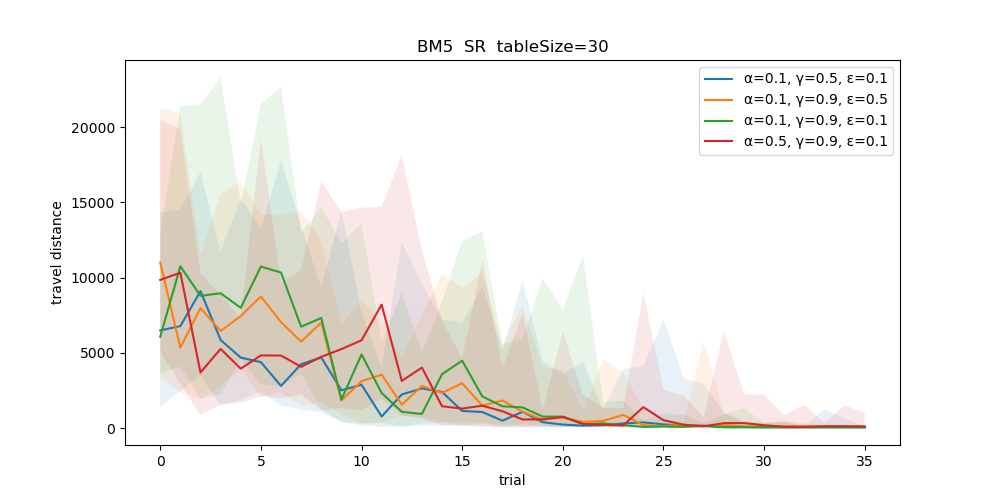 BM5  SR  tableSize=30
α=0.1, γ=0.5, ε=0.1
α=0.1, γ=0.9, ε=0.5
α=0.1, γ=0.9, ε=0.1
α=0.5, γ=0.9, ε=0.1
travel distance
20000
15000
10000
5000
0
0 5 10 15 20 25 30 35
trial